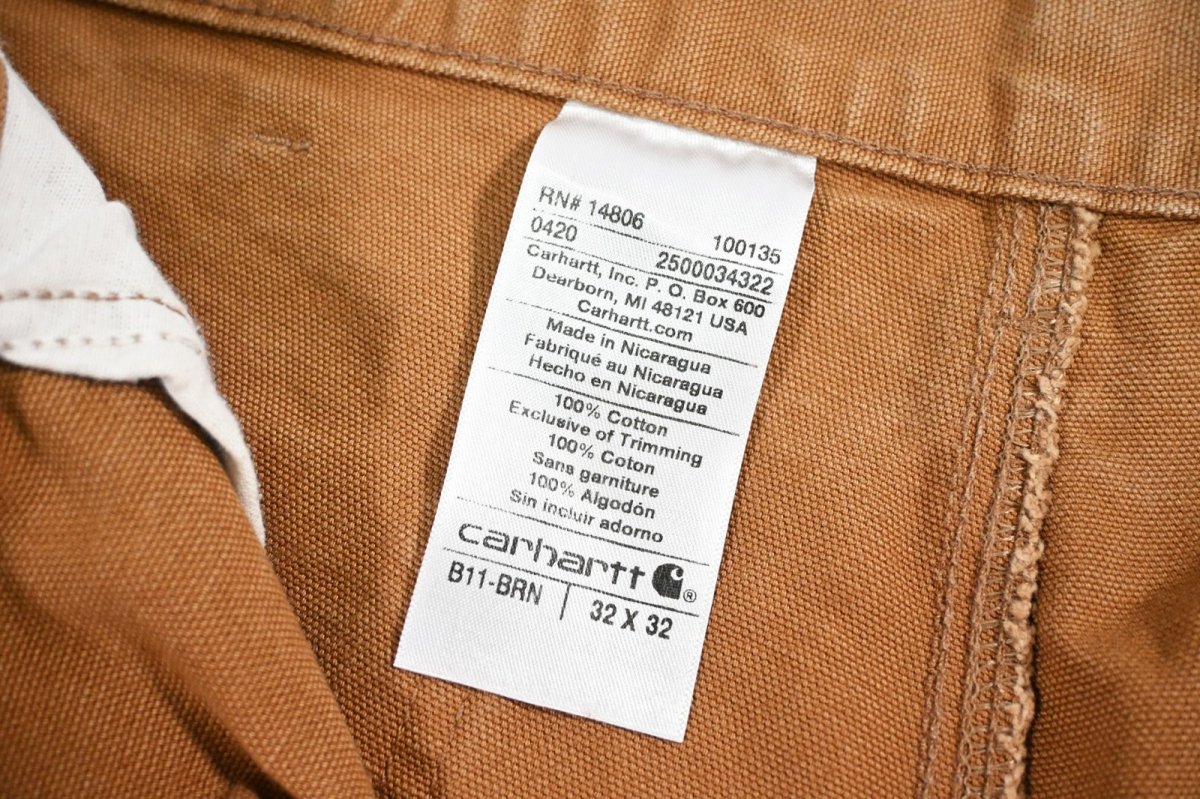 RN# 14806 100135
0420 2500034322
Carhartt, Inc. P. O. Box 600
Dearborn, MI 48121 USA
Carhartt.com
Made in Nicaragua
Fabriqué au Nicaragua
Hecho en Nicaragua
100% Cotton
Exclusive of Trimming
100% Coton
Sans garniture
100% Algodón
Sin incluir adorno
carhartt ®
B11-BRN | 32 X 32